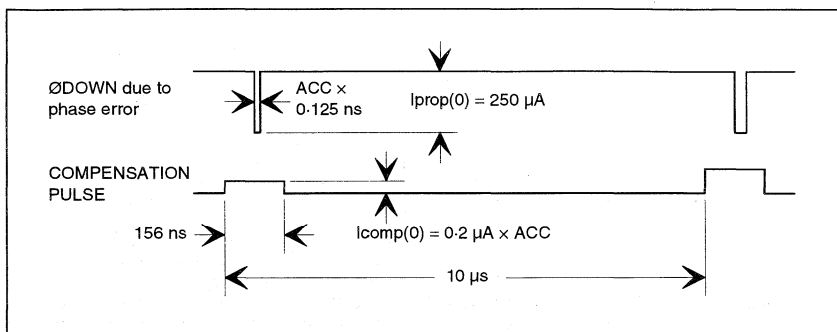 ØDOWN due to
phase error
ACC ×
0·125 ns
Iprop(0) = 250 µA
COMPENSATION
PULSE
156 ns
Icomp(0) = 0·2 µA × ACC
10 µs